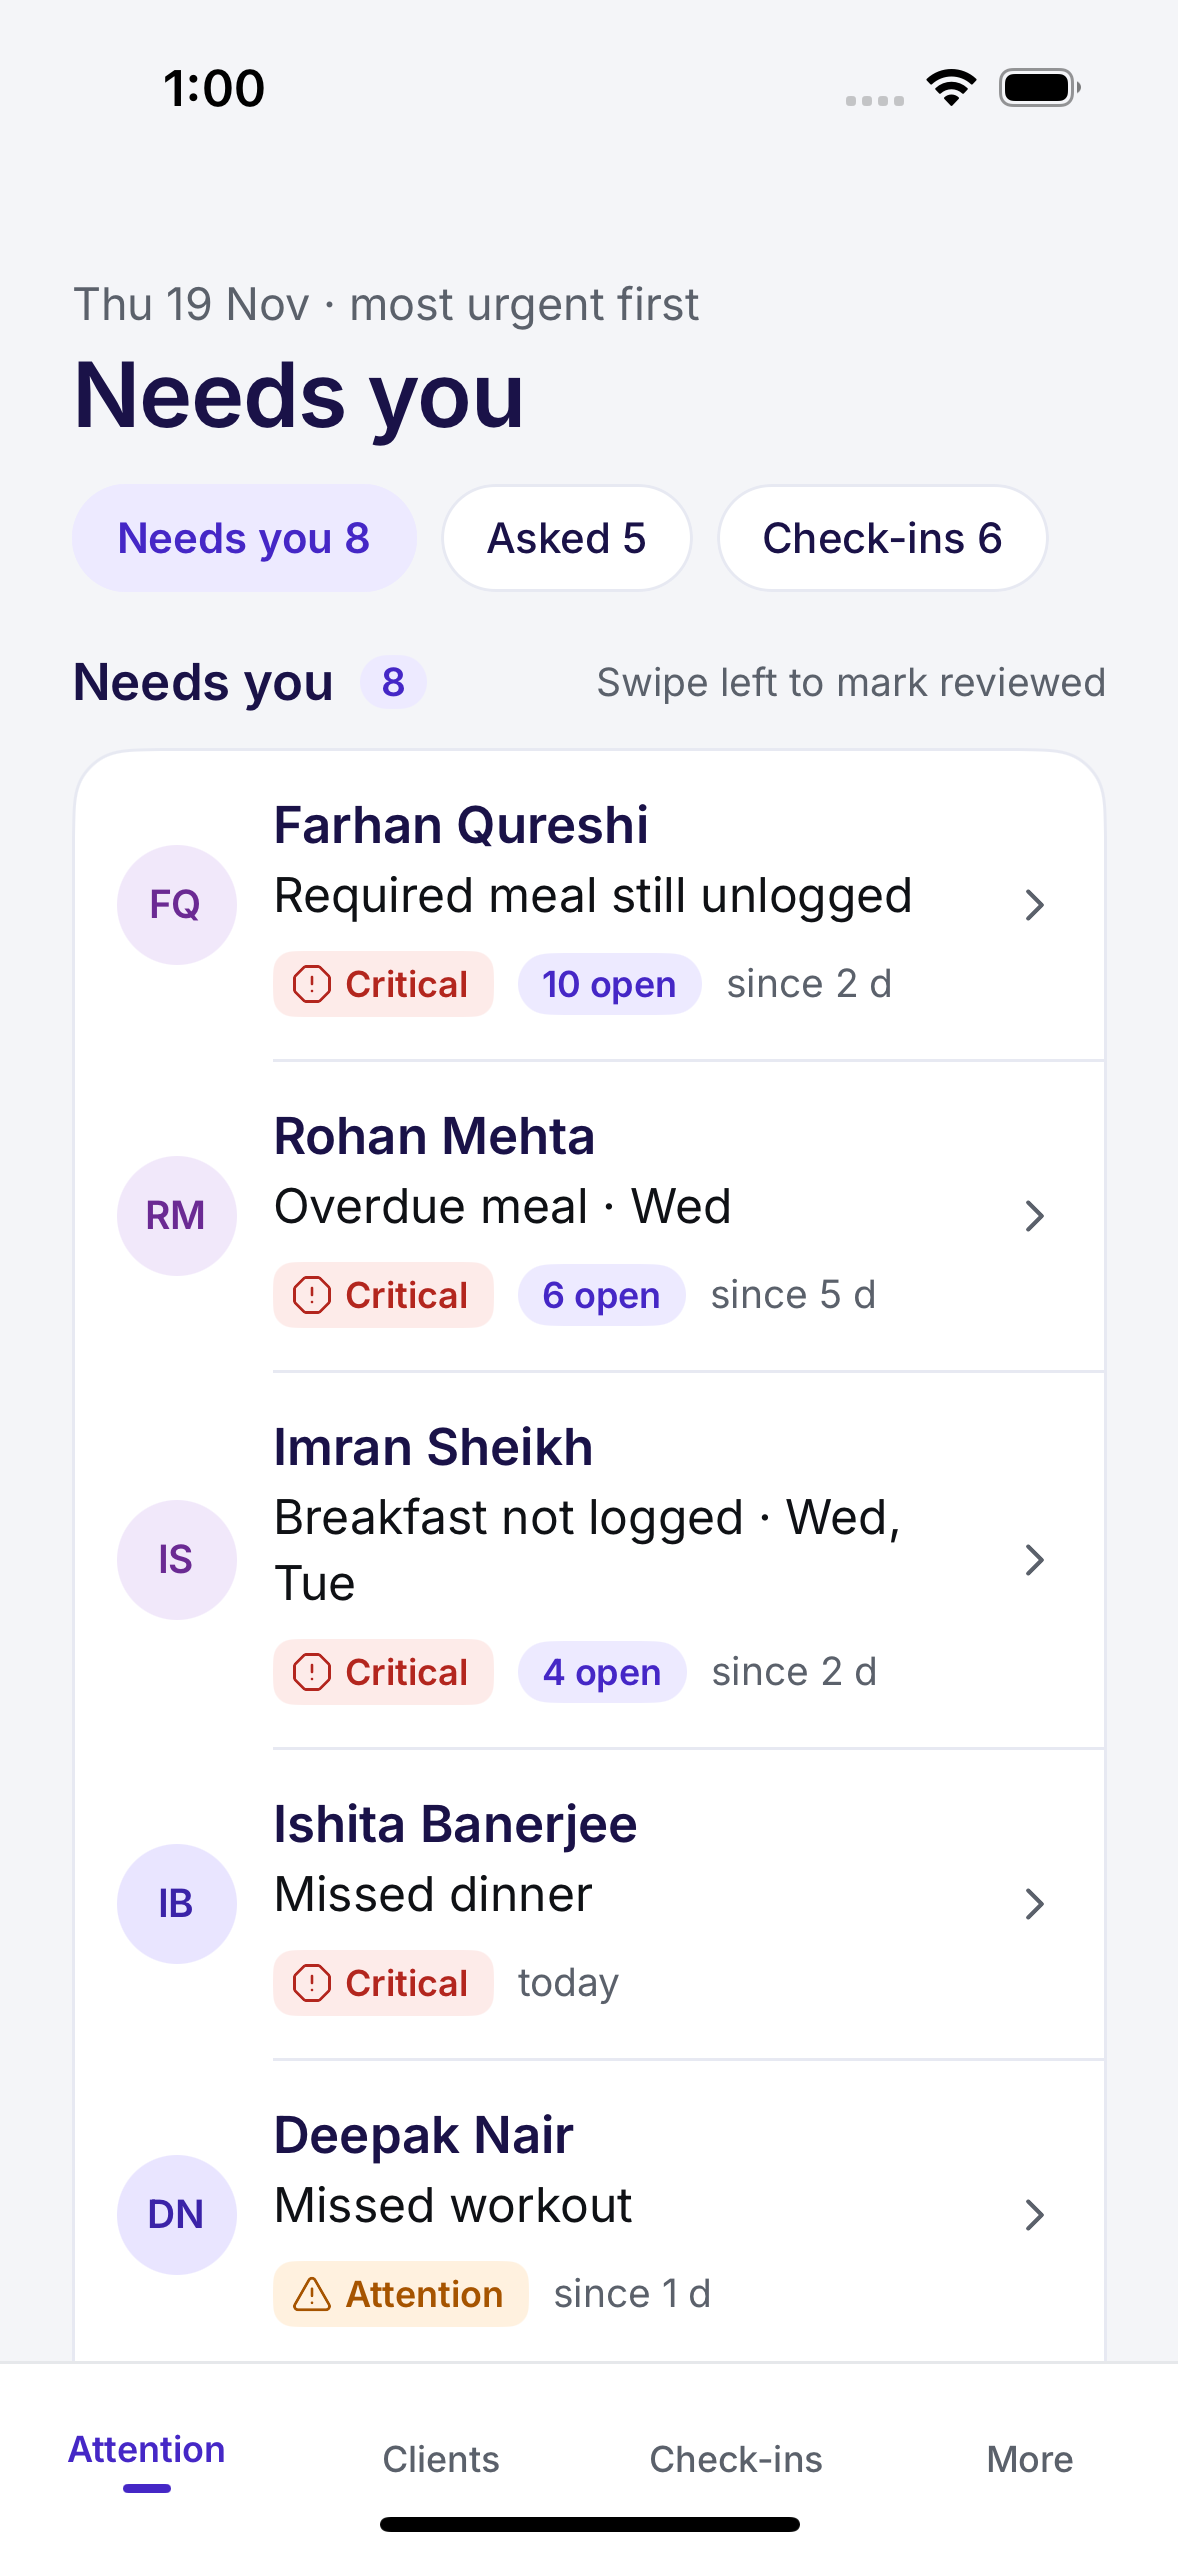 1:00
Thu 19 Nov · most urgent first
Needs you
Needs you 8
Asked 5
Check-ins 6
Needs you 8
Swipe left to mark reviewed
Farhan Qureshi
FQ
Required meal still unlogged
Critical
10 open
since 2 d
Rohan Mehta
RM
Overdue meal · Wed
Critical
6 open
since 5 d
Imran Sheikh
Breakfast not logged · Wed,
IS
Tue
Critical
4 open
since 2 d
Ishita Banerjee
IB
Missed dinner
Critical
today
Deepak Nair
DN
Missed workout
Attention
since 1 d
Attention
Clients
Check-ins
More